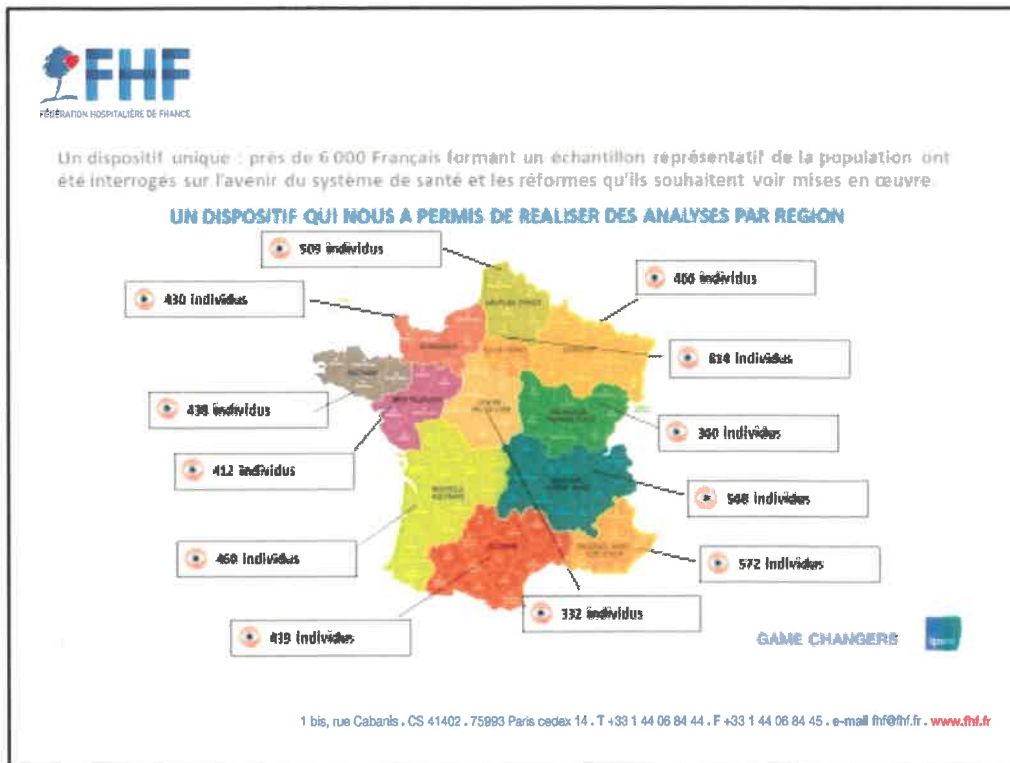 FHF
FÉDÉRATION HOSPITALIÈRE DE FRANCE
Un dispositif unique : près de 6 000 Français formant un échantillon représentatif de la population ont
été interrogés sur l'avenir du système de santé et les réformes qu'ils souhaitent voir mises en œuvre.
UN DISPOSITIF QUI NOUS A PERMIS DE REALISER DES ANALYSES PAR REGION
509 individus
466 individus
430 individus
individus
438 individus
360 individus
412 individus
548 individus
460 individus
572 individus
332 individus
439 individus
GAME CHANGERS
Ipsos
1 bis, rue Cabanis . CS 41402 . 75993 Paris cedex 14 . T +33 1 44 06 84 44 . F +33 1 44 06 84 45 . e-mail fhf@fhf.fr . www.fhf.fr